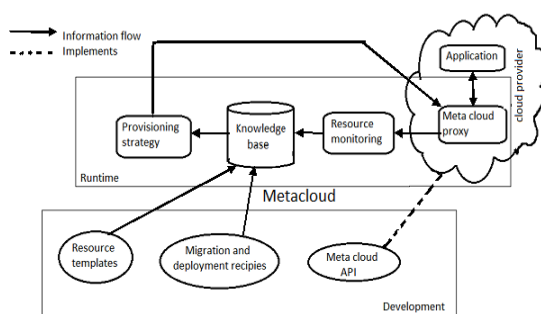 Information flow
Implements
Application
cloud provider
Provisioning
strategy
Knowledge
base
Resource
monitoring
Meta cloud
proxy
Runtime
Metacloud
Resource
templates
Migration and
deployment recipies
Meta cloud
API
Development